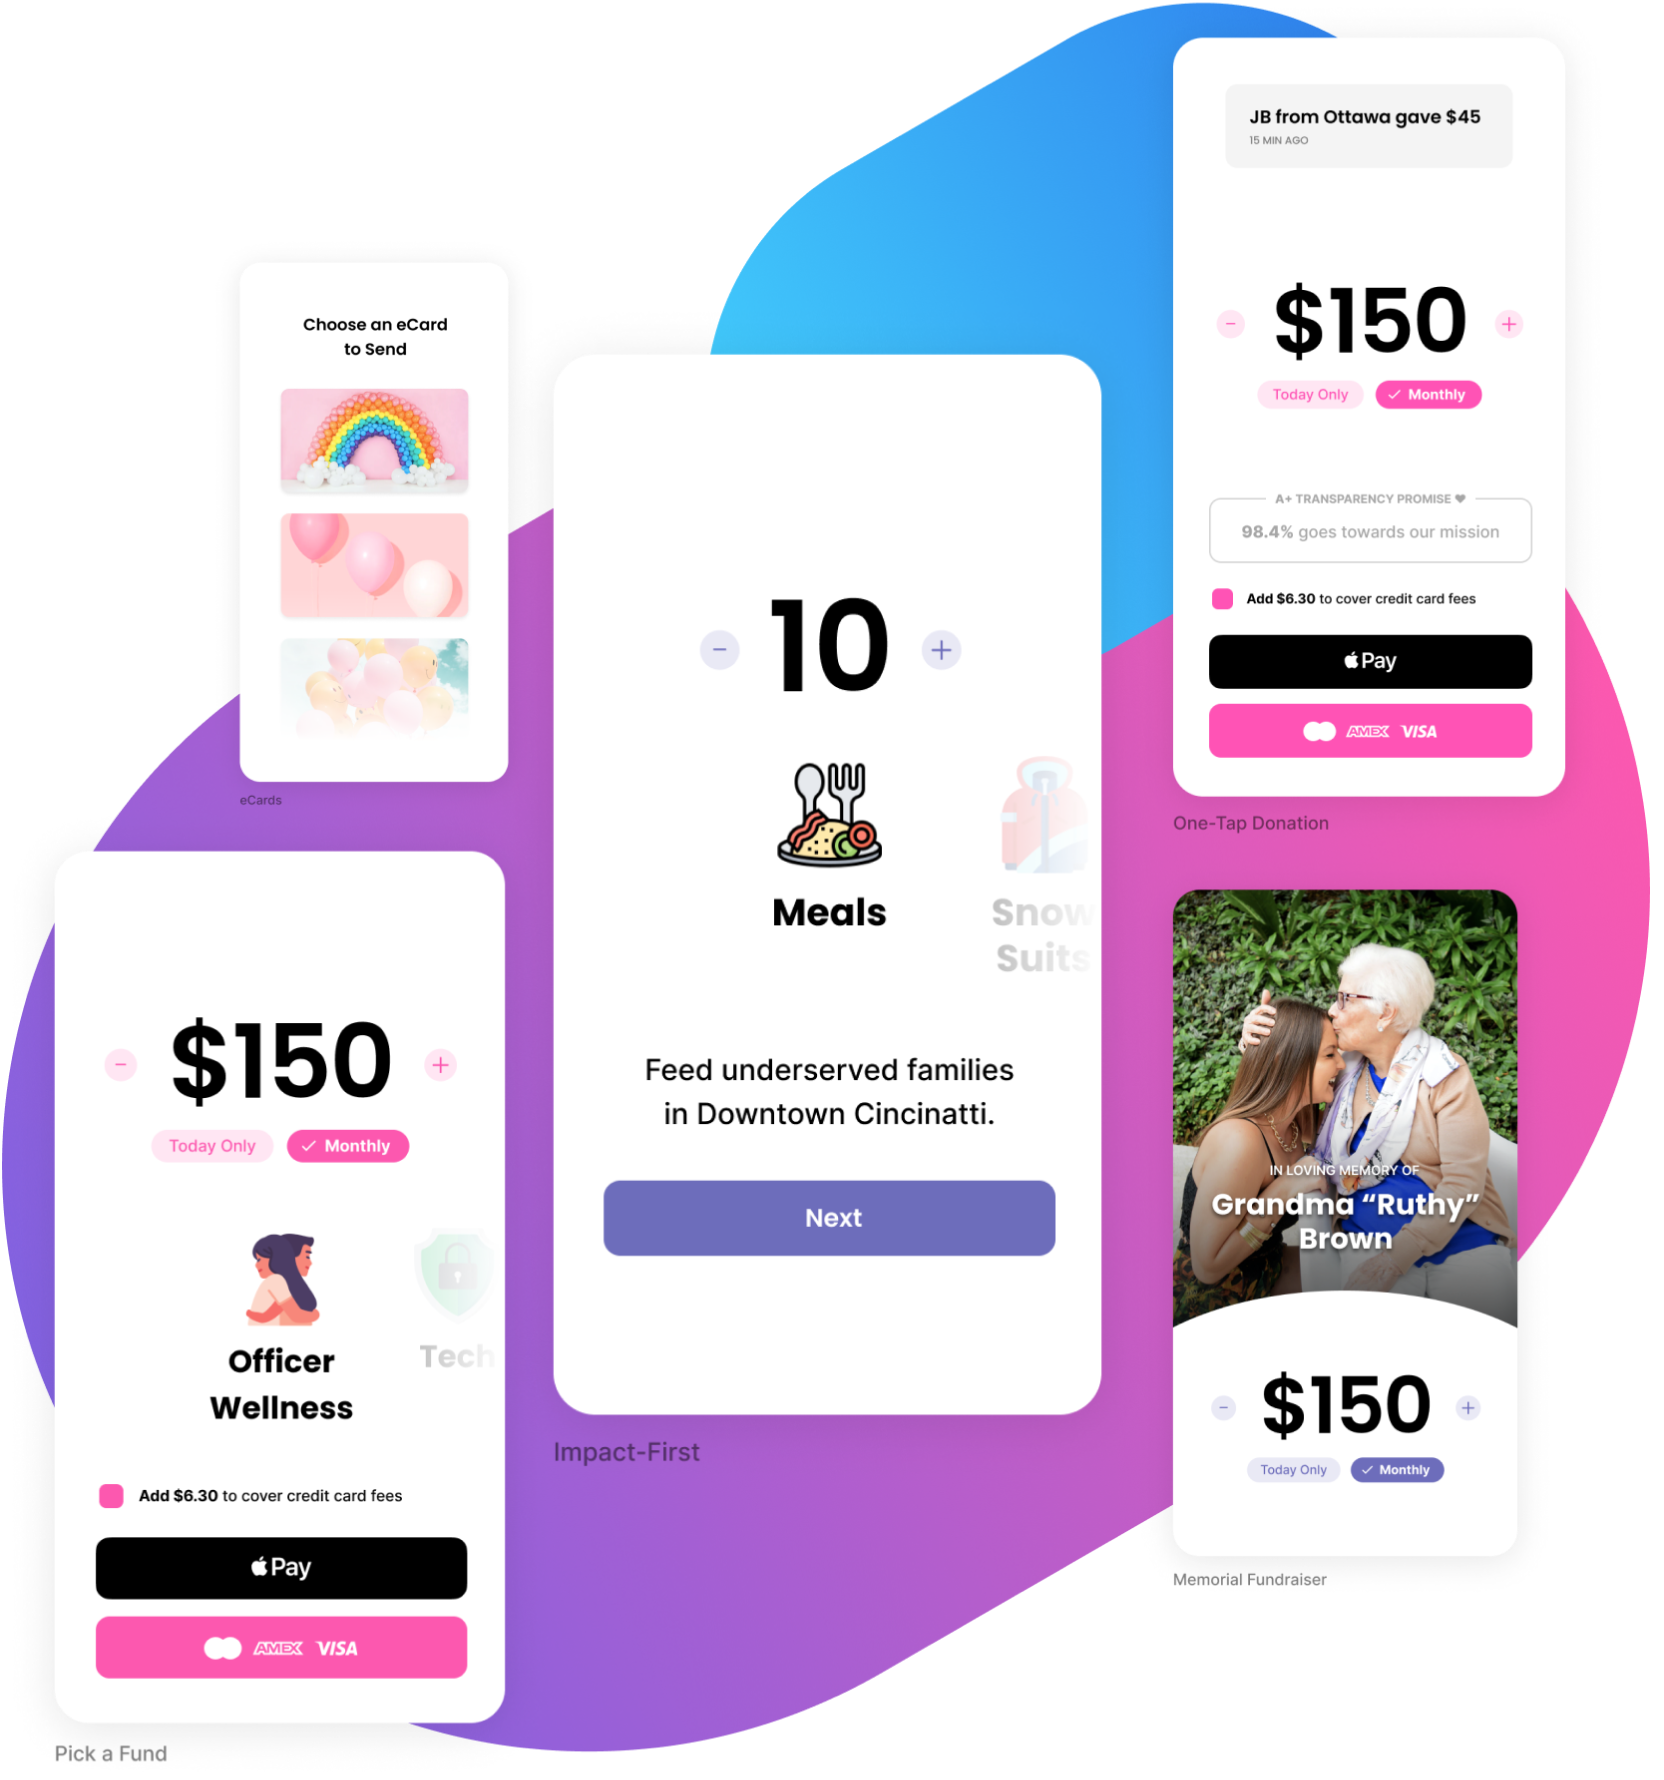 Choose an eCard
to Send
eCards
$150
Today Only
Monthly
Officer
Wellness
Tech
Add $6.30 to cover credit card fees
Pay
AMEX VISA
Pick a Fund
10
Meals
Snow
Suits
Feed underserved families
in Downtown Cincinatti.
Next
Impact-First
JB from Ottawa gave $45
15 MIN AGO
$150
Today Only
Monthly
A+ TRANSPARENCY PROMISE
98.4% goes towards our mission
Add $6.30 to cover credit card fees
Pay
AMEX VISA
One-Tap Donation
IN LOVING MEMORY OF
Grandma “Ruthy”
Brown
$150
Today Only
Monthly
Memorial Fundraiser